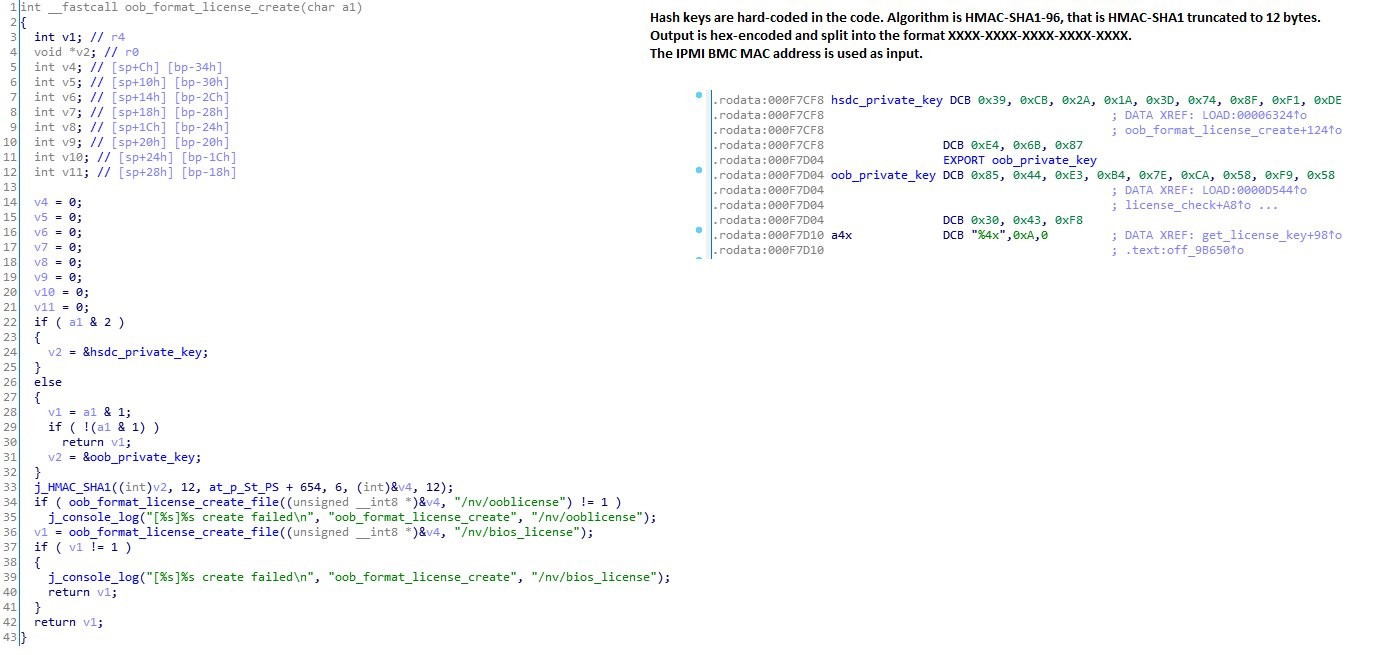 1 int __fastcall oob_format_license_create(char a1)
2 {
3 int v1; // r4
4 void *v2; // r0
5 int v4; // [sp+Ch] [bp-34h]
6 int v5; // [sp+10h] [bp-30h]
7 int v6; // [sp+14h] [bp-2Ch]
8 int v7; // [sp+18h] [bp-28h]
9 int v8; // [sp+1Ch] [bp-24h]
10 int v9; // [sp+20h] [bp-20h]
11 int v10; // [sp+24h] [bp-1Ch]
12 int v11; // [sp+28h] [bp-18h]
13
14 v4 = 0;
15 v5 = 0;
16 v6 = 0;
17 v7 = 0;
18 v8 = 0;
19 v9 = 0;
20 v10 = 0;
21 v11 = 0;
22 if ( a1 & 2 )
23 {
24 v2 = &hsdc_private_key;
25 }
26 else
27 {
28 v1 = a1 & 1;
29 if ( !(a1 & 1) )
30 return v1;
31 v2 = &oob_private_key;
32 }
33 j_HMAC_SHA1((int)v2, 12, at_p_St_PS + 654, 6, (int)&v4, 12);
34 if ( oob_format_license_create_file((unsigned __int8 *)&v4, "/nv/ooblicense") != 1 )
35 j_console_log("[%s]%s create failed\n", "oob_format_license_create", "/nv/ooblicense");
36 v1 = oob_format_license_create_file((unsigned __int8 *)&v4, "/nv/bios_license");
37 if ( v1 != 1 )
38 {
39 j_console_log("[%s]%s create failed\n", "oob_format_license_create", "/nv/bios_license");
40 return v1;
41 }
42 return v1;
43 }
Hash keys are hard-coded in the code. Algorithm is HMAC-SHA1-96, that is HMAC-SHA1 truncated to 12 bytes.
Output is hex-encoded and split into the format XXXX-XXXX-XXXX-XXXX-XXXX.
The IPMI BMC MAC address is used as input.
.rodata:000F7CF8 hsdc_private_key DCB 0x39, 0xCB, 0x2A, 0x1A, 0x3D, 0x74, 0x8F, 0xF1, 0xDE
.rodata:000F7CF8 ; DATA XREF: LOAD:00006324↑o
.rodata:000F7CF8 ; oob_format_license_create+124↑o
.rodata:000F7CF8 DCB 0xE4, 0x6B, 0x87
.rodata:000F7D04 EXPORT oob_private_key
.rodata:000F7D04 oob_private_key DCB 0x85, 0x44, 0xE3, 0xB4, 0x7E, 0xCA, 0x58, 0xF9, 0x58
.rodata:000F7D04 ; DATA XREF: LOAD:0000D544↑o
.rodata:000F7D04 ; license_check+A8↑o ...
.rodata:000F7D04 DCB 0x30, 0x43, 0xF8
.rodata:000F7D10 a4x DCB "%4x",0xA,0 ; DATA XREF: get_license_key+98↑o
.rodata:000F7D10 ; .text:off_9B650↑o